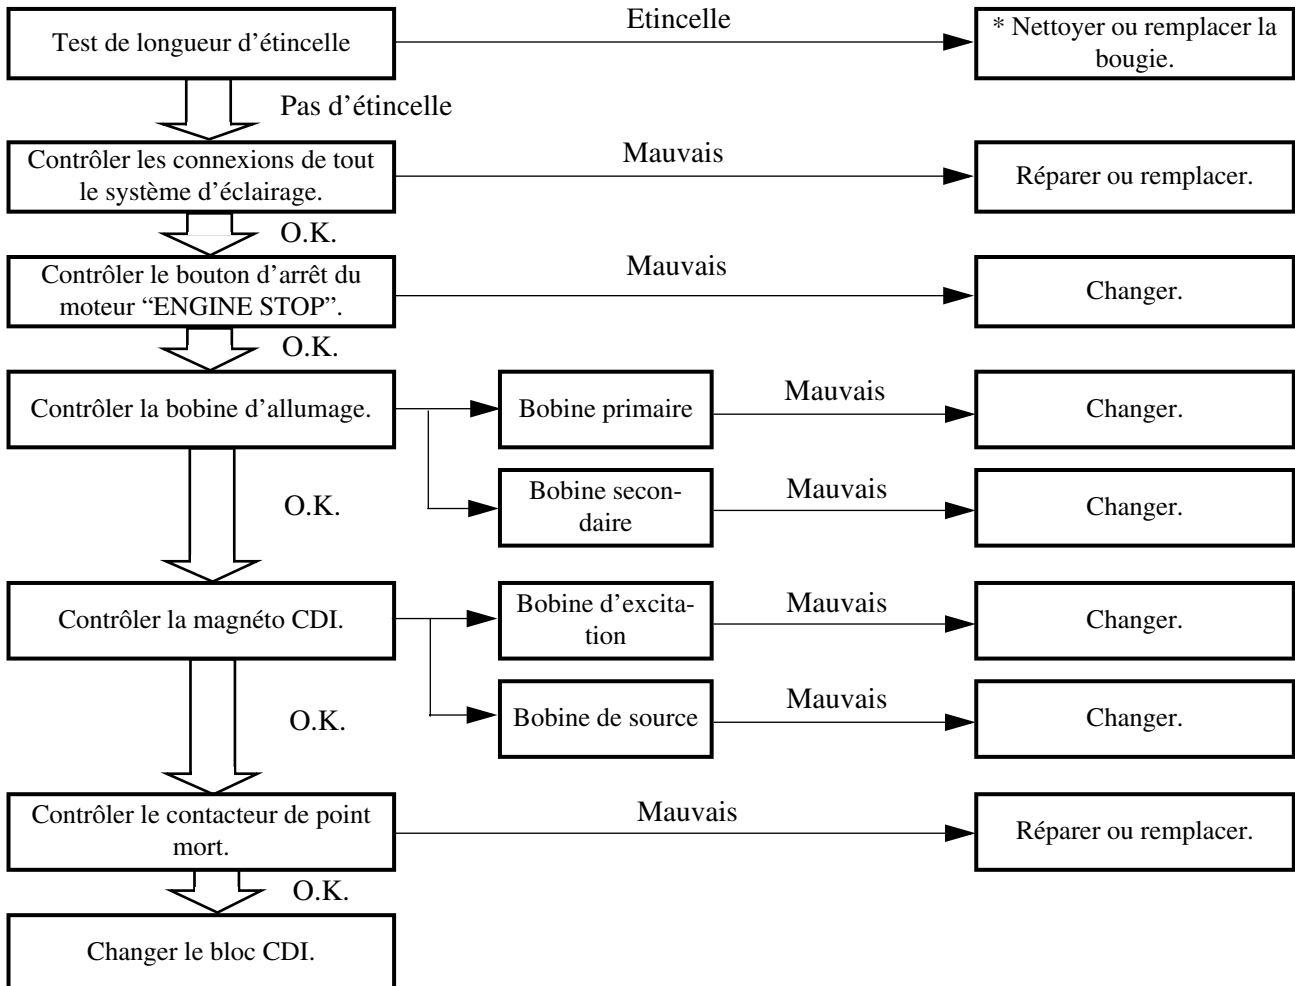 Test de longueur d’étincelle
Etincelle
* Nettoyer ou remplacer la
bougie.
Pas d’étincelle
Contrôler les connexions de tout
le système d’éclairage.
Mauvais
Réparer ou remplacer.
O.K.
Contrôler le bouton d’arrêt du
moteur “ENGINE STOP”.
Mauvais
Changer.
O.K.
Contrôler la bobine d’allumage.
Bobine primaire
Mauvais
Changer.
Bobine secon-
daire
Mauvais
Changer.
O.K.
Contrôler la magnéto CDI.
Bobine d’excita-
tion
Mauvais
Changer.
Bobine de source
Mauvais
Changer.
O.K.
Contrôler le contacteur de point
mort.
Mauvais
Réparer ou remplacer.
O.K.
Changer le bloc CDI.